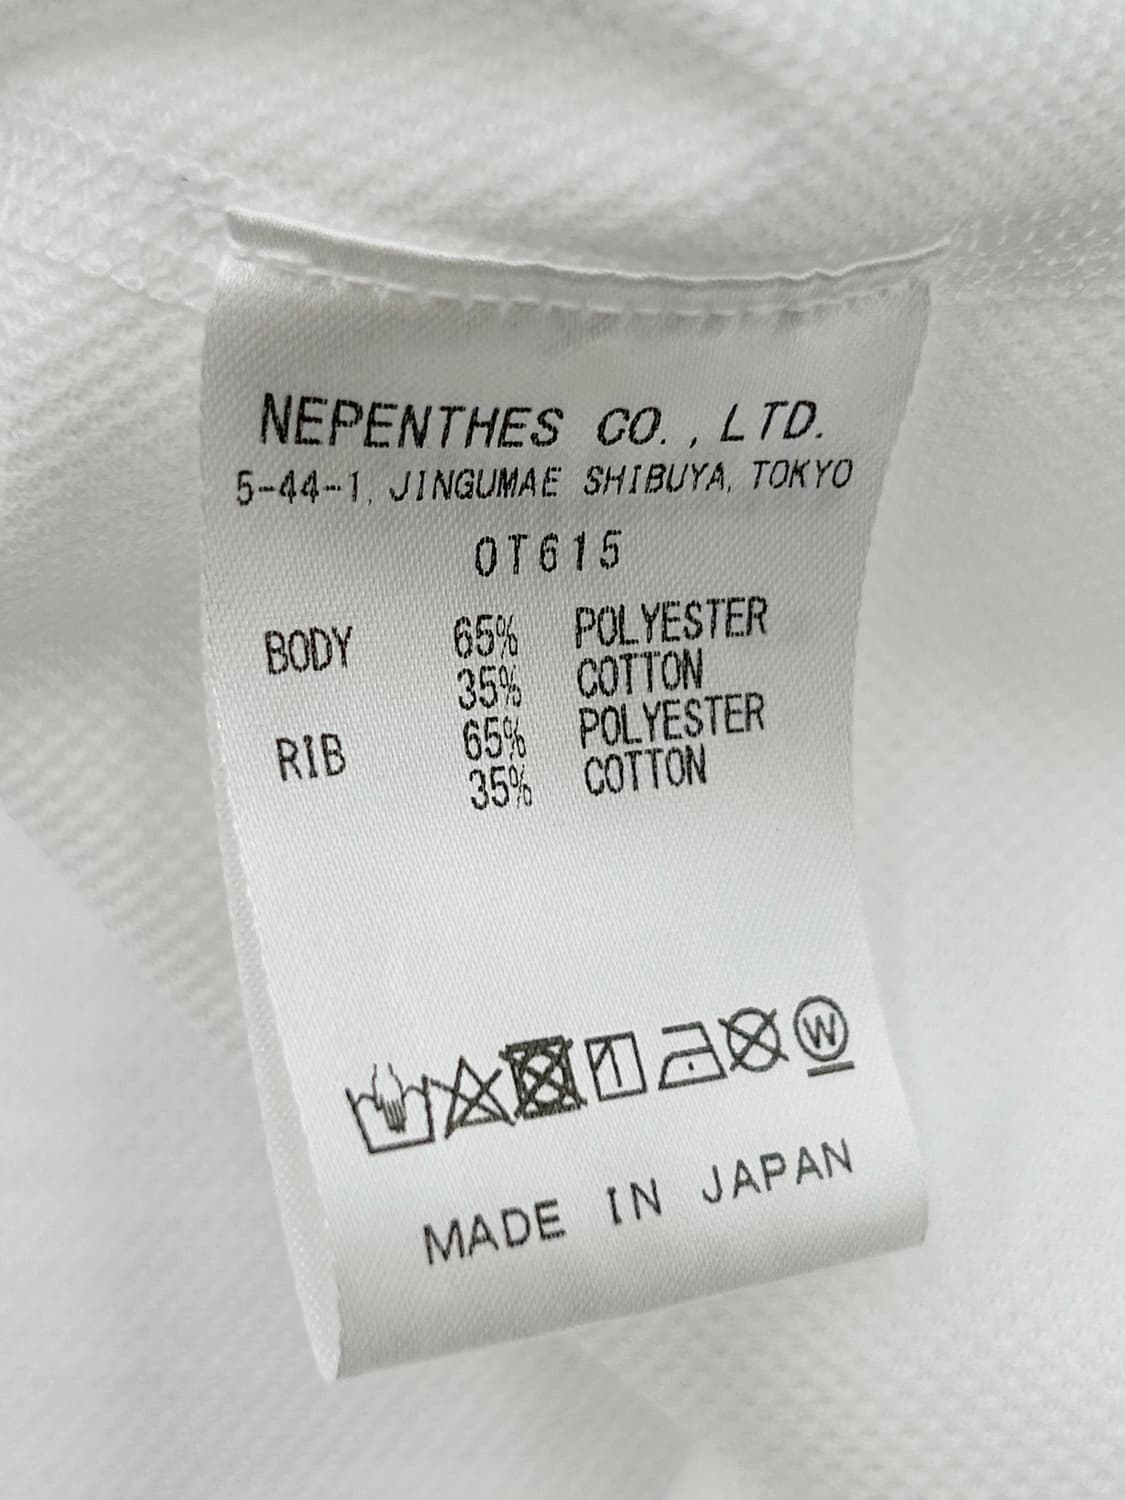 NEPENTHES CO., LTD.
5-44-1, JINGUMAE SHIBUYA, TOKYO
OT615
BODY 65% POLYESTER
35% COTTON
RIB 65% POLYESTER
35% COTTON
W
MADE IN JAPAN